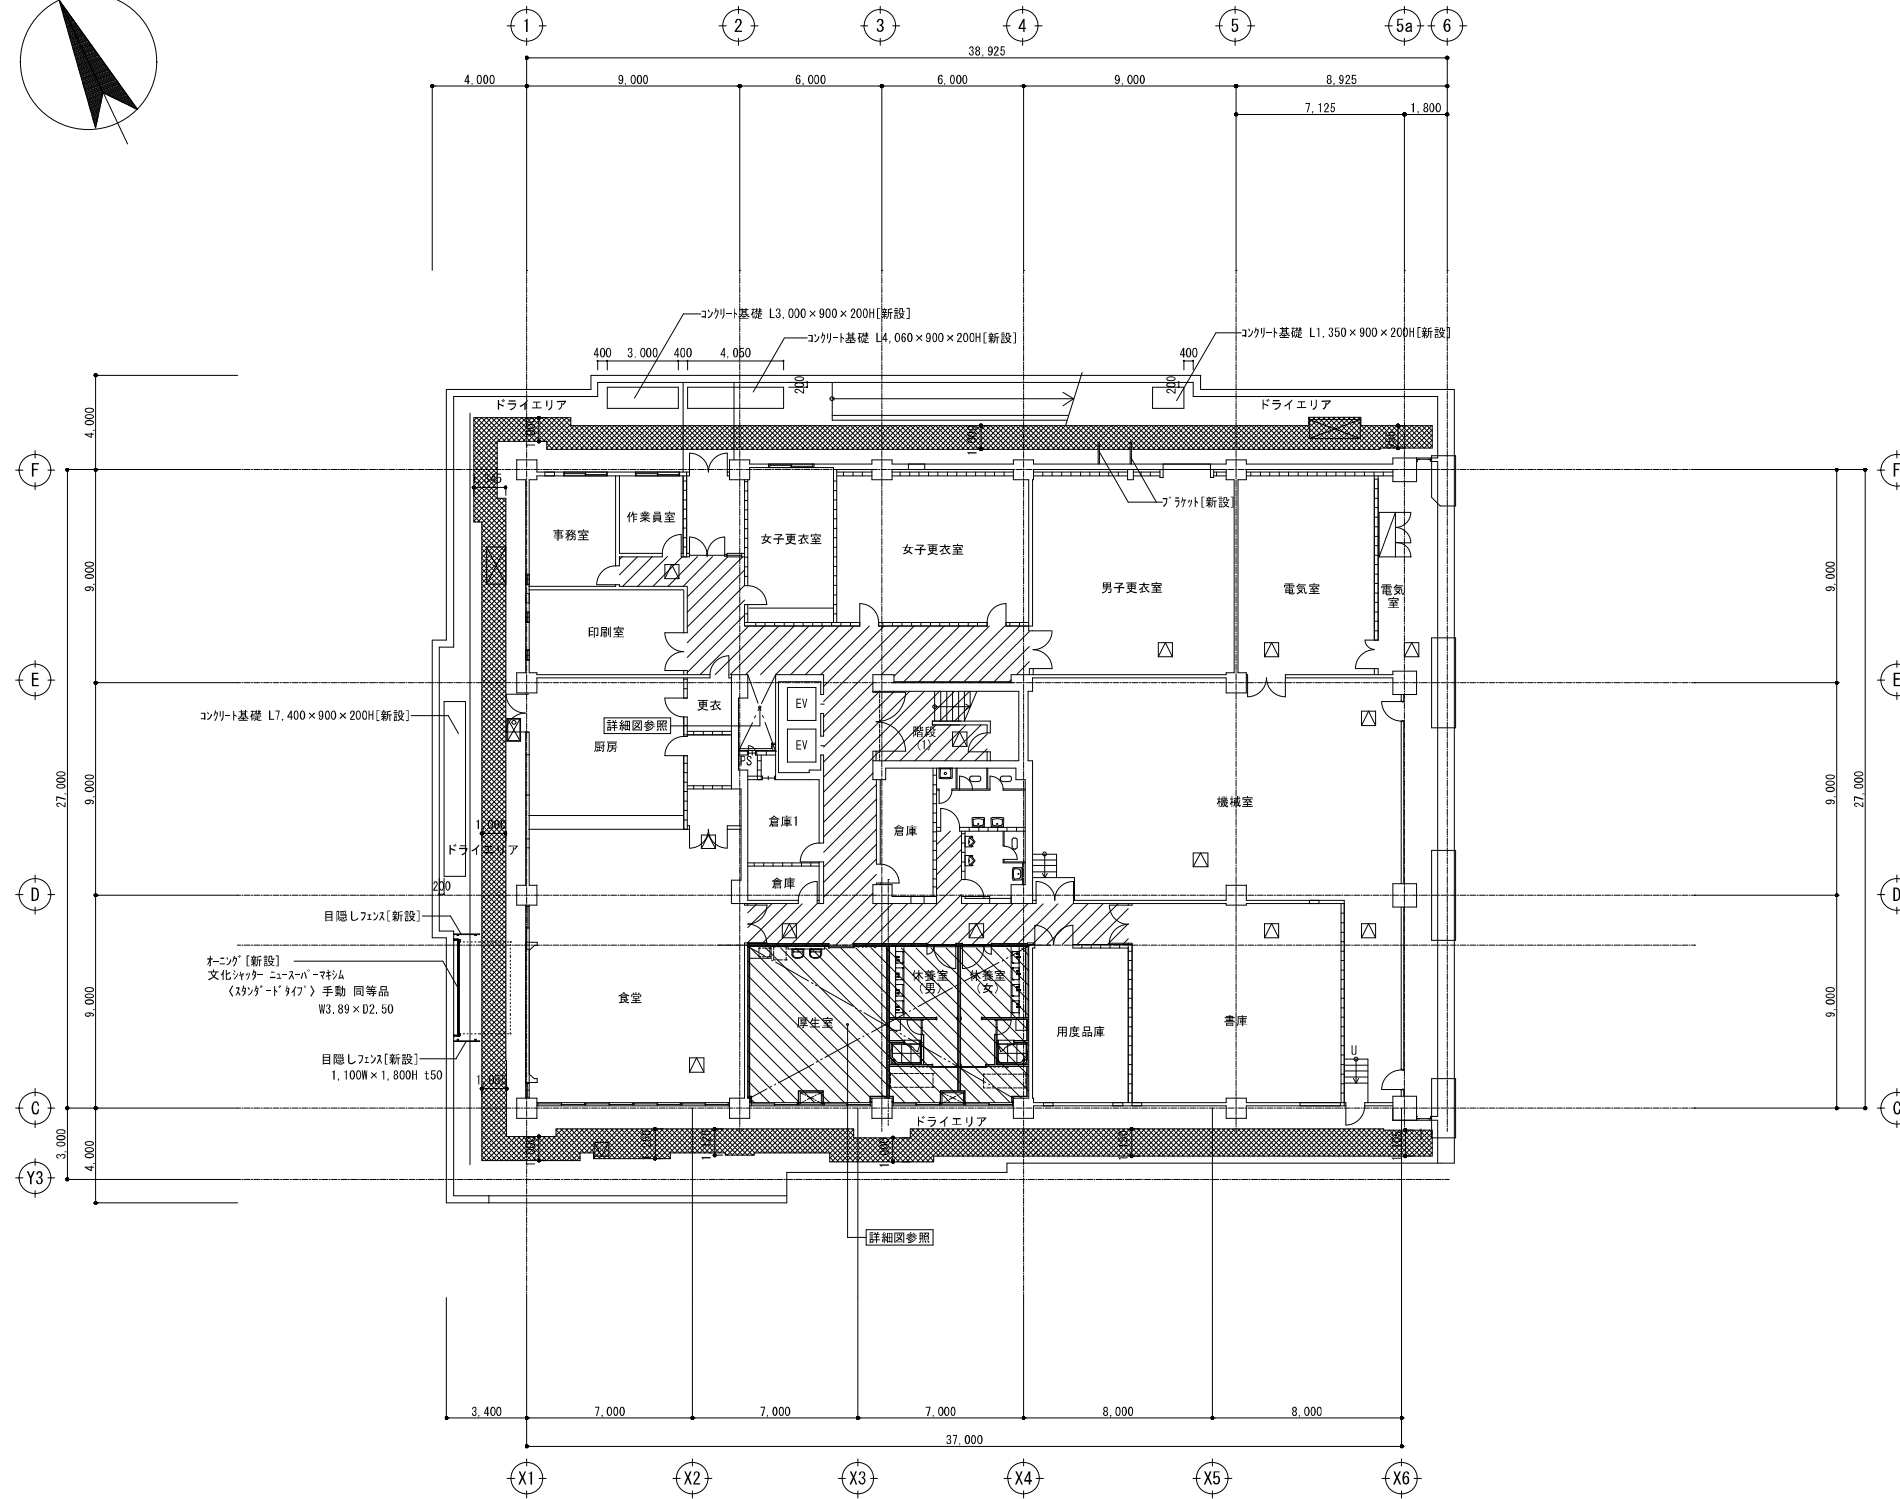 1
2
3
4
5
5a
6
38,925
4,000
9,000
6,000
6,000
9,000
8,925
7,125
1,800
コンクリート基礎 L3,000×900×200H[新設]
コンクリート基礎 L4,060×900×200H[新設]
コンクリート基礎 L1,350×900×200H[新設]
400
3,000
400
4,050
400
200
200
ドライエリア
ドライエリア
4,000
F
F
ブラケット[新設]
事務室
作業員室
女子更衣室
女子更衣室
男子更衣室
電気室
電気
室
9,000
9,000
印刷室
E
E
更衣
EV
EV
詳細図参照
階段
(1)
コンクリート基礎 L7,400×900×200H[新設]
厨房
PS
機械室
27,000
9,000
9,000
27,000
倉庫1
倉庫
ドライエリア
倉庫
200
D
D
目隠しフェンス[新設]
オーニング[新設]
文化シャッター ニュースーパーマキシム
〈スタンダードタイプ〉手動 同等品
W3.89×D2.50
食堂
厚生室
休養室
(男)
休養室
(女)
用度品庫
書庫
9,000
9,000
U
目隠しフェンス[新設]
1,100W×1,800H t50
C
C
ドライエリア
3,000
4,000
Y3
詳細図参照
3,400
7,000
7,000
7,000
8,000
8,000
37,000
X1
X2
X3
X4
X5
X6